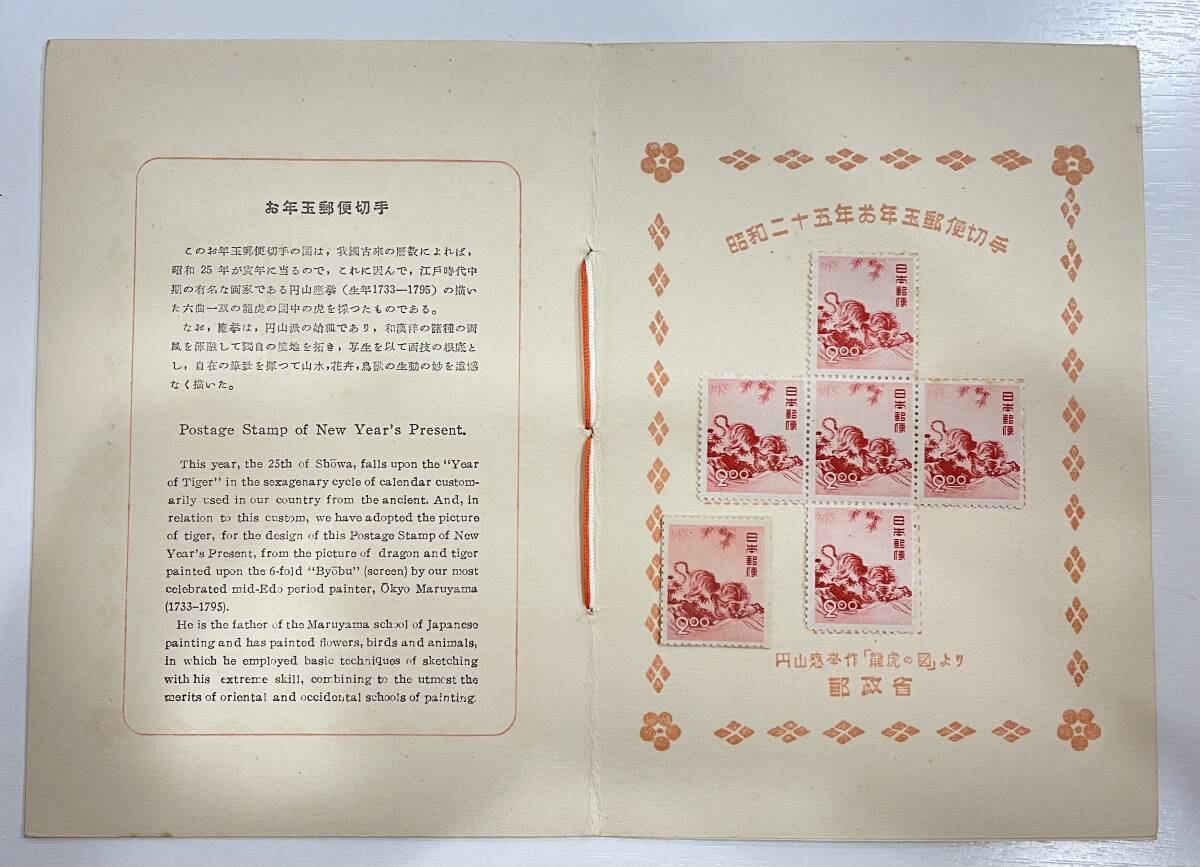 お年玉郵便切手
このお年玉郵便切手の図は，我國古來の暦数によれば，
昭和 25 年が寅年に当るので，これに因んで，江戸時代中
期の有名な画家である円山應挙（生年1733—1795）の描い
た六曲一双の龍虎の図中の虎を採つたものである。
なお，應挙は，円山派の始祖であり，和漢洋の諸種の画
風を渾融して獨自の境地を拓き，写生を以て画技の根底と
し，自在の筆致を揮つて山水，花卉，鳥獣の生動の妙を遺憾
なく描いた。
Postage Stamp of New Year's Present.
This year, the 25th of Shōwa, falls upon the "Year
of Tiger" in the sexagenary cycle of calendar custom-
arily used in our country from the ancient. And, in
relation to this custom, we have adopted the picture
of tiger, for the design of this Postage Stamp of New
Year's Present, from the picture of dragon and tiger
painted upon the 6-fold "Byōbu" (screen) by our most
celebrated mid-Edo period painter, Ōkyo Maruyama
(1733–1795).
He is the father of the Maruyama school of Japanese
painting and has painted flowers, birds and animals,
in which he employed basic techniques of sketching
with his extreme skill, combining to the utmost the
merits of oriental and occidental schools of painting.
昭和二十五年お年玉郵便切手
日本郵便
2.00
日本郵便
2.00
日本郵便
2.00
日本郵便
2.00
日本郵便
2.00
日本郵便
2.00
円山應挙作「龍虎の図」より
郵政省